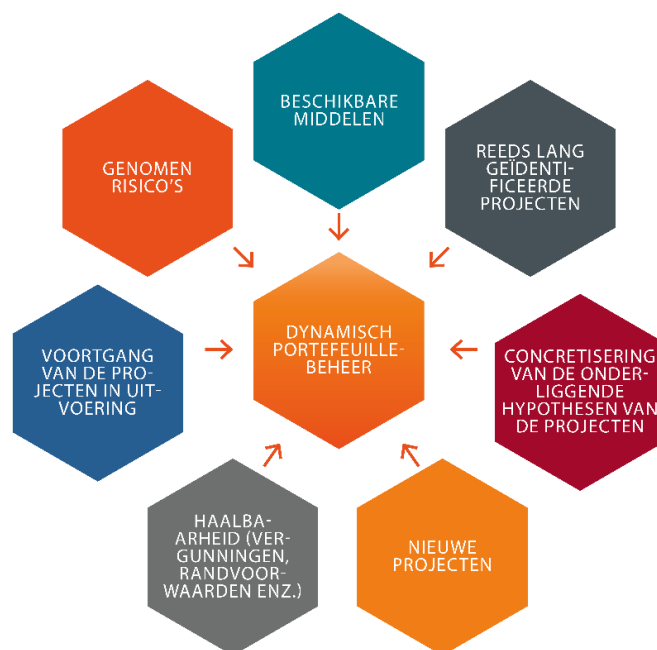 BESCHIKBARE
MIDDELEN
GENOMEN
RISICO'S
REEDS LANG
GEÏDENTI-
FICEERDE
PROJECTEN
DYNAMISCH
PORTEFEUILLE-
BEHEER
VOORTGANG
VAN DE PRO-
JECTEN IN UIT-
VOERING
CONCRETISERING
VAN DE ONDER-
LIGGENDE
HYPOTHESEN VAN
DE PROJECTEN
HAALBA-
ARHEID (VER-
GUNNINGEN,
RANDVOOR-
WAARDEN ENZ.)
NIEUWE
PROJECTEN